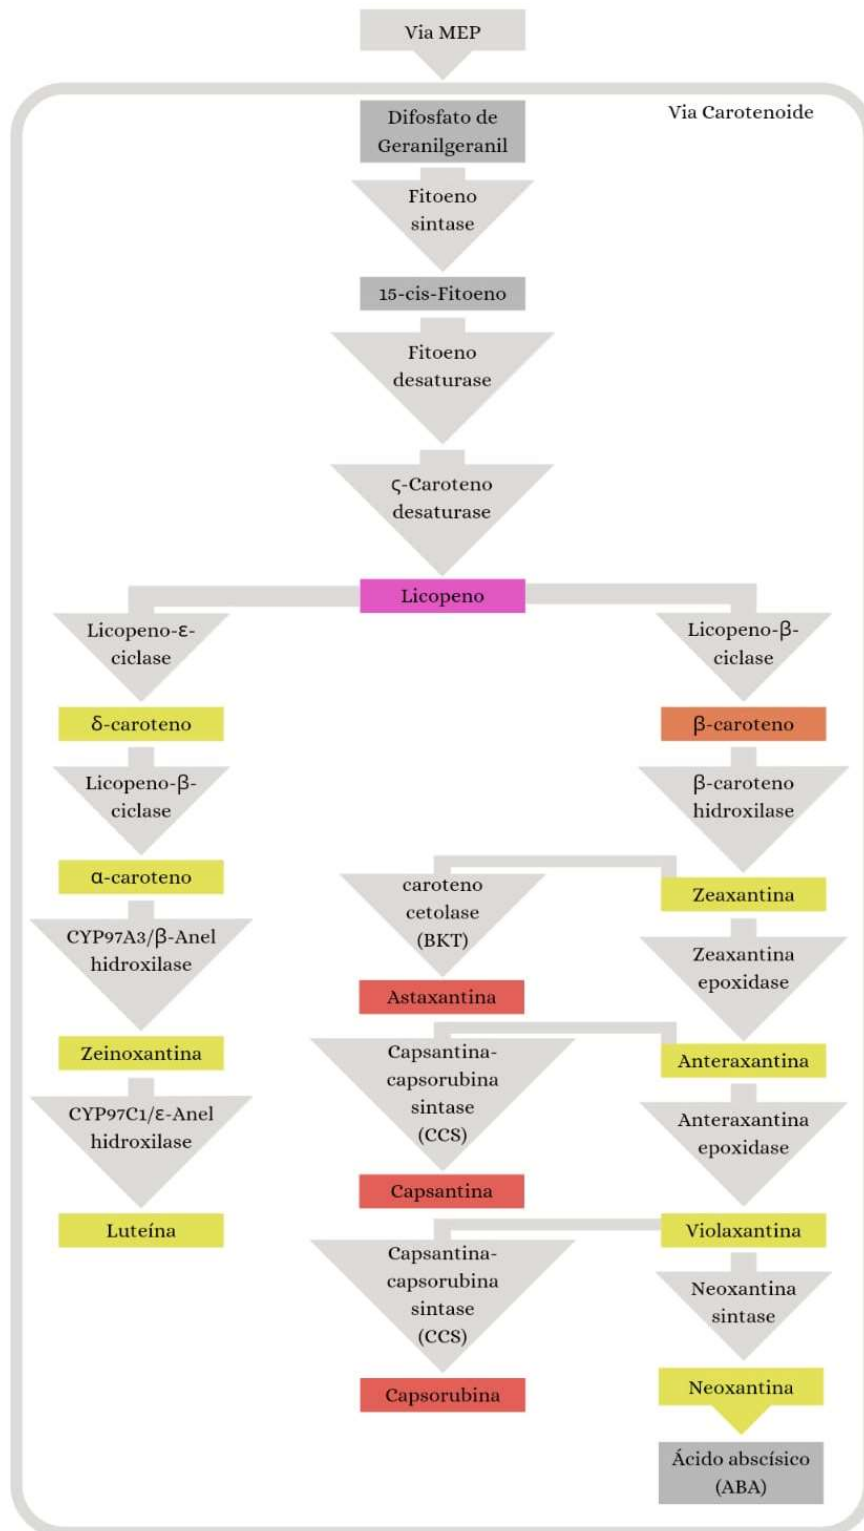 Via MEP
Via Carotenoide
Difosfato de
Geranilgeranil
Fitoeno
sintase
15-cis-Fitoeno
Fitoeno
desaturase
ς-Caroteno
desaturase
Licopeno
Licopeno-ε-
ciclase
δ-caroteno
Licopeno-β-
ciclase
α-caroteno
CYP97A3/β-Anel
hidroxilase
Zeinoxantina
CYP97C1/ε-Anel
hidroxilase
Luteína
Licopeno-β-
ciclase
β-caroteno
β-caroteno
hidroxilase
Zeaxantina
caroteno
cetolase
(BKT)
Astaxantina
Zeaxantina
epoxidase
Anteraxantina
Capsantina-
capsorubina
sintase
(CCS)
Capsantina
Anteraxantina
epoxidase
Violaxantina
Capsantina-
capsorubina
sintase
(CCS)
Capsorubina
Neoxantina
sintase
Neoxantina
Ácido abscísico
(ABA)